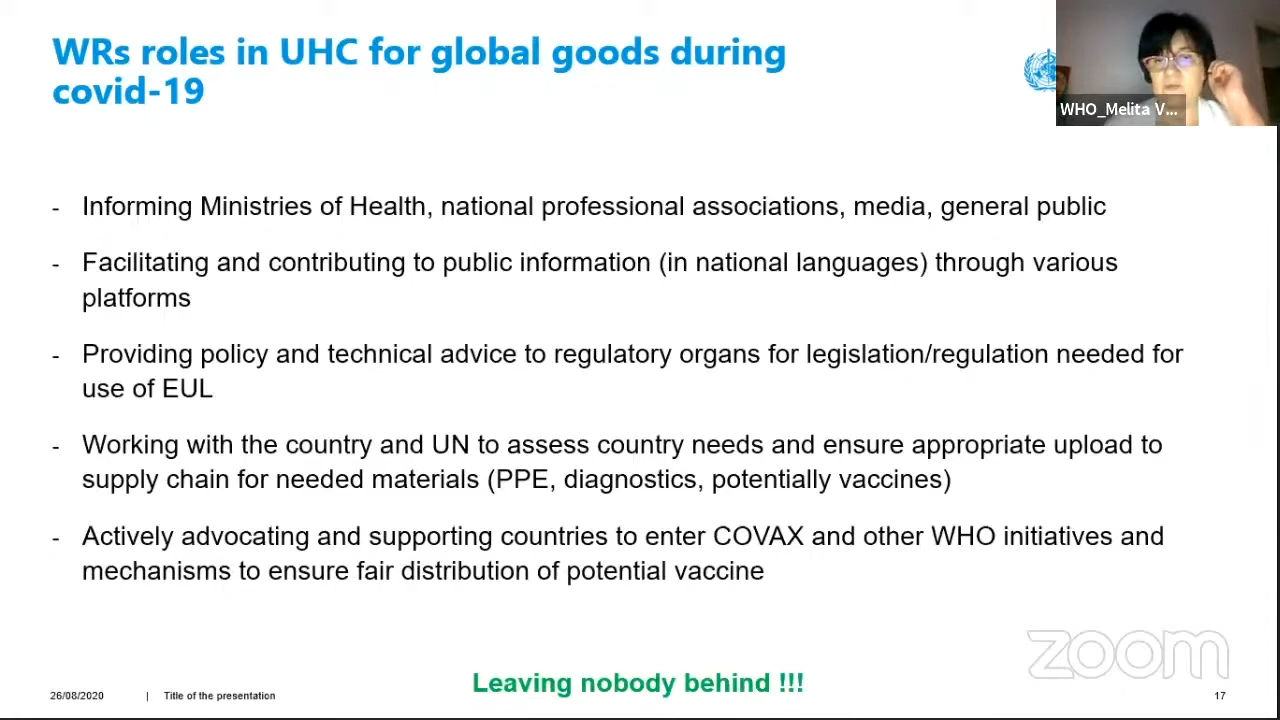 WRs roles in UHC for global goods during
covid-19
WHO_Melita V...
- Informing Ministries of Health, national professional associations, media, general public
- Facilitating and contributing to public information (in national languages) through various
platforms
- Providing policy and technical advice to regulatory organs for legislation/regulation needed for
use of EUL
- Working with the country and UN to assess country needs and ensure appropriate upload to
supply chain for needed materials (PPE, diagnostics, potentially vaccines)
- Actively advocating and supporting countries to enter COVAX and other WHO initiatives and
mechanisms to ensure fair distribution of potential vaccine
zoom
Leaving nobody behind !!!
26/08/2020 | Title of the presentation 17